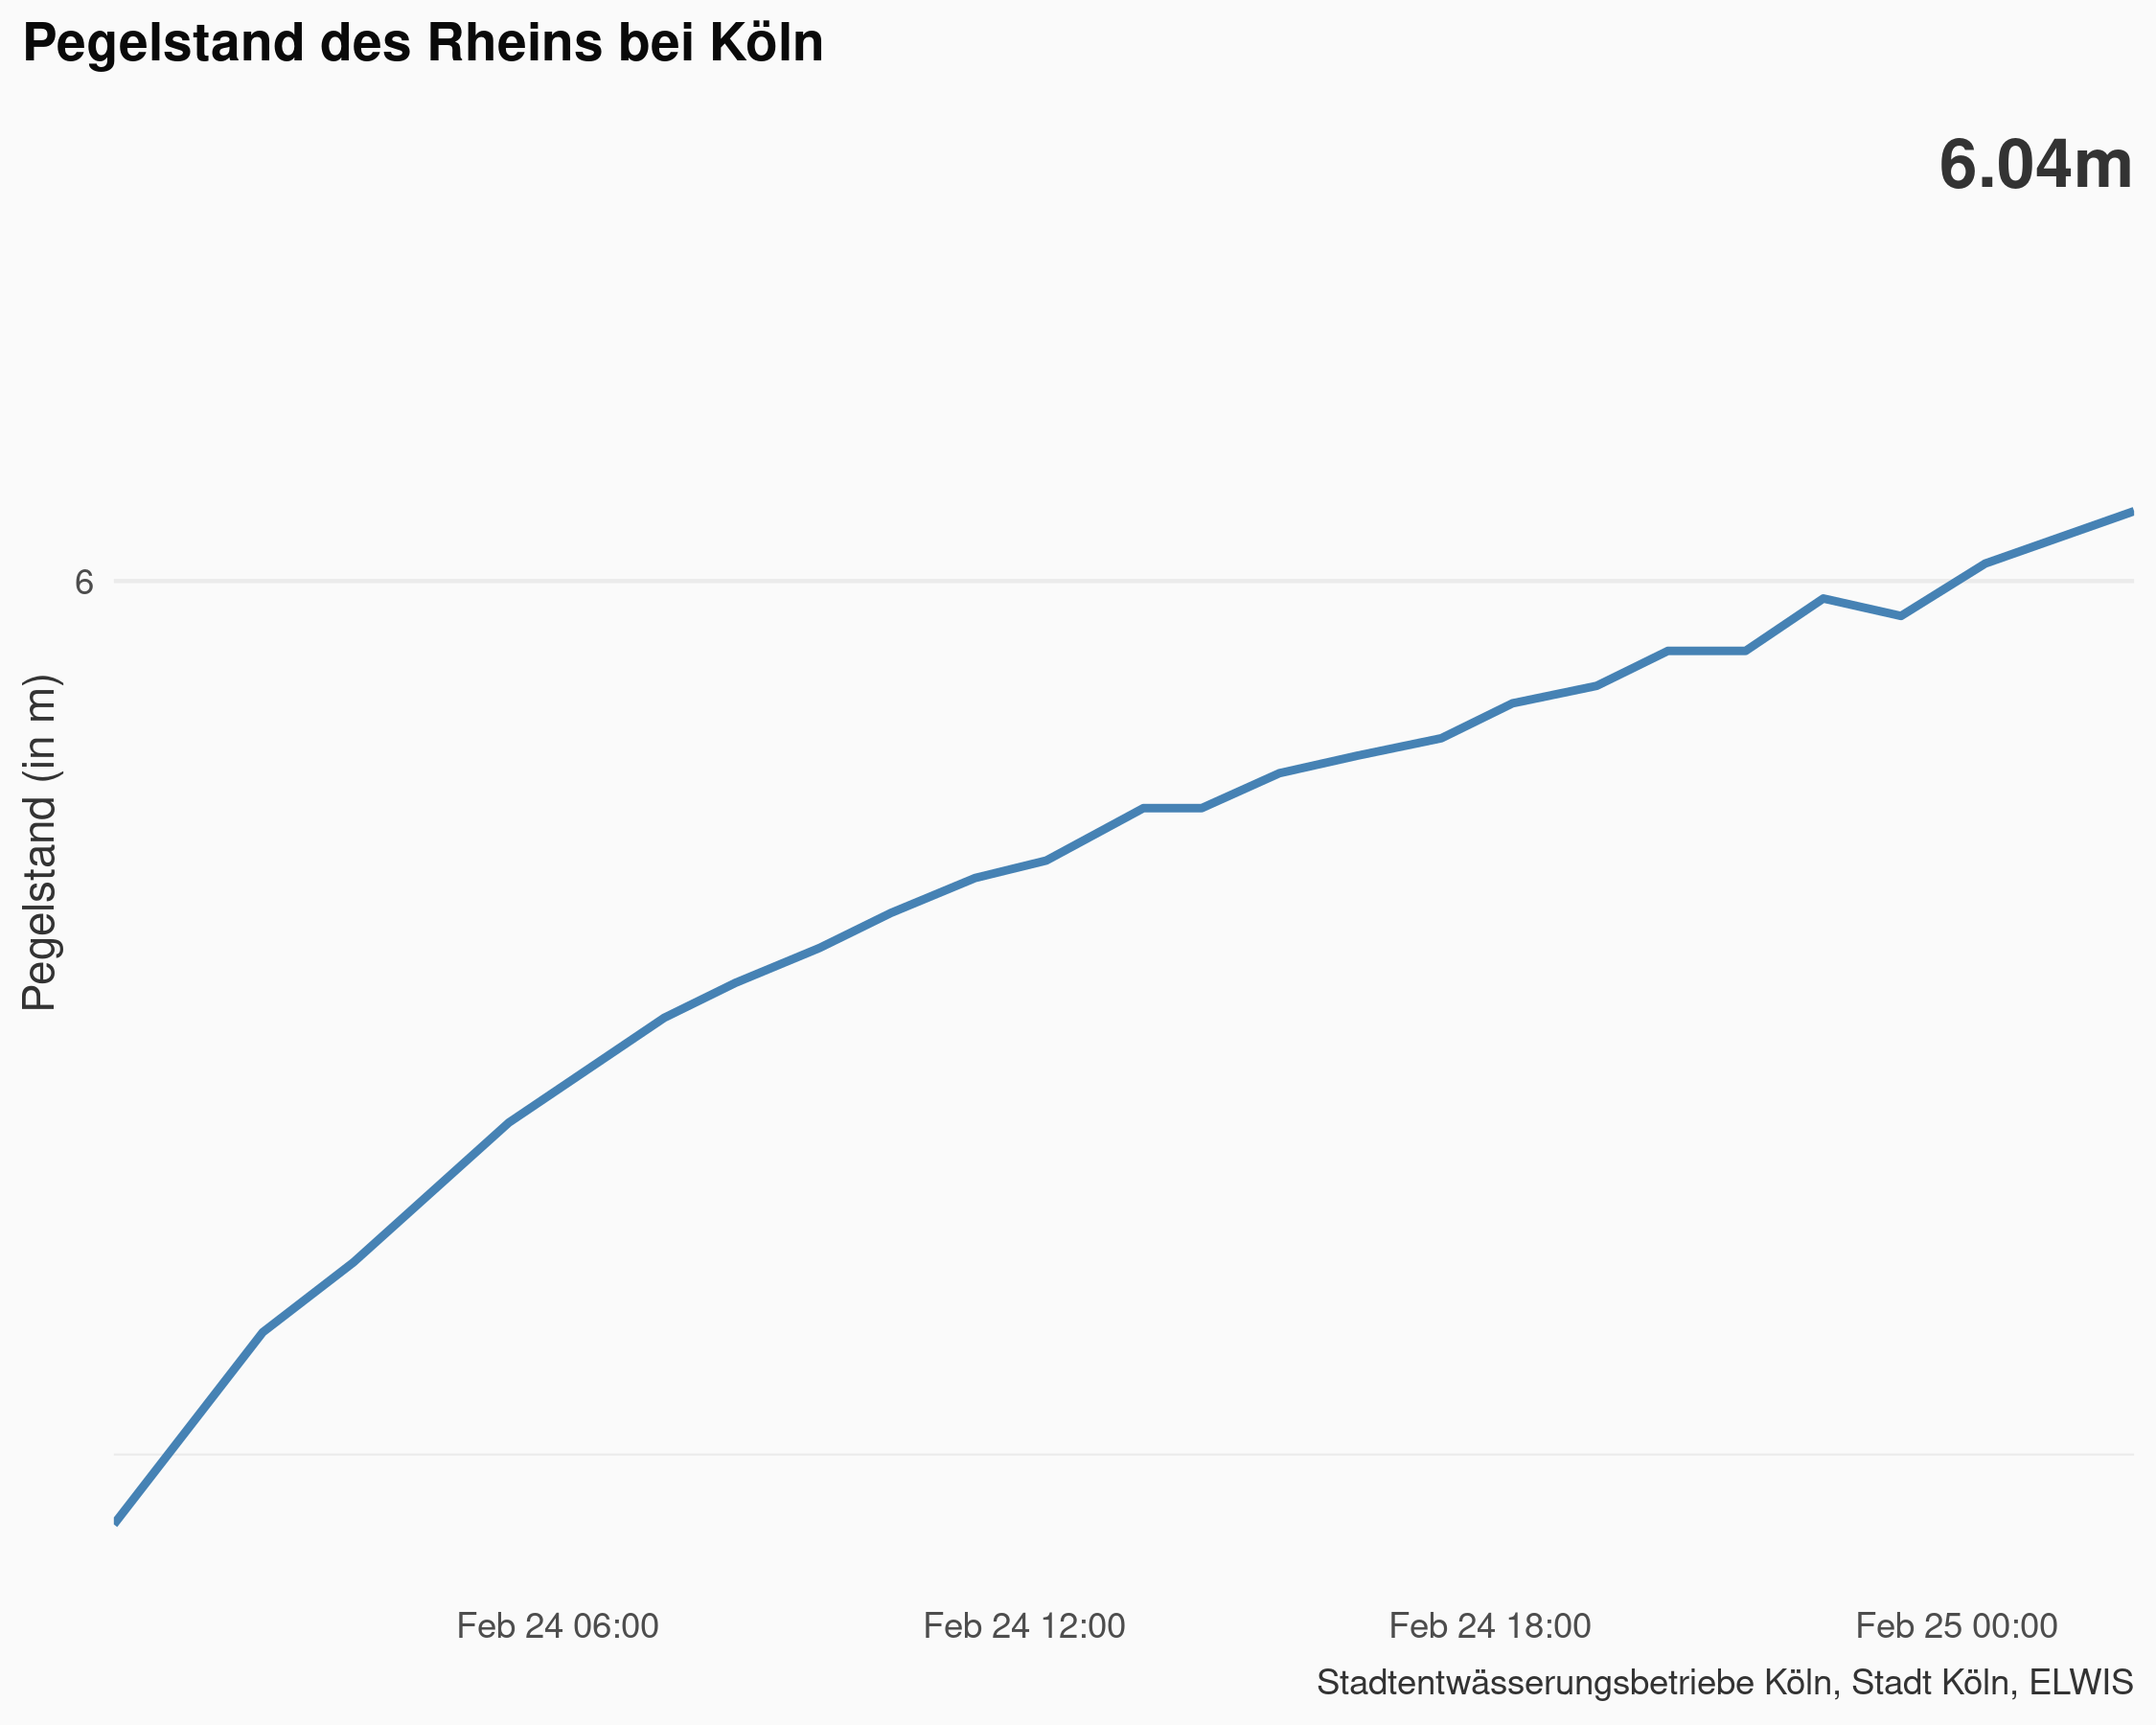 Pegelstand des Rheins bei Köln
6.04m
6
Pegelstand (in m)
Feb 24 06:00
Feb 24 12:00
Feb 24 18:00
Feb 25 00:00
Stadtentwässerungsbetriebe Köln, Stadt Köln, ELWIS